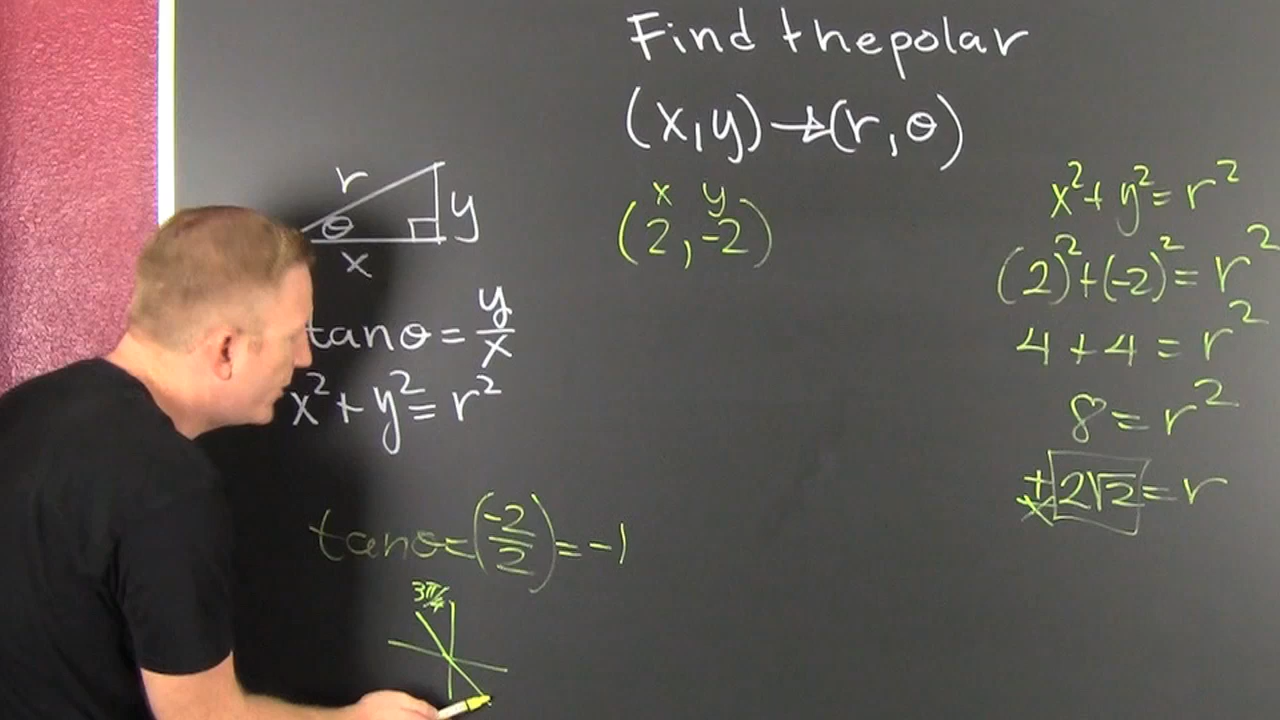 Find thepolar
(x,y)→(r,θ)
r
θ
y
x
tanθ=y/x
x²+y²=r²
x y
(2,-2)
x²+y²=r²
(2)²+(-2)²=r²
4+4=r²
8=r²
±2√2=r
tanθ=(-2/2)=-1
3π/4